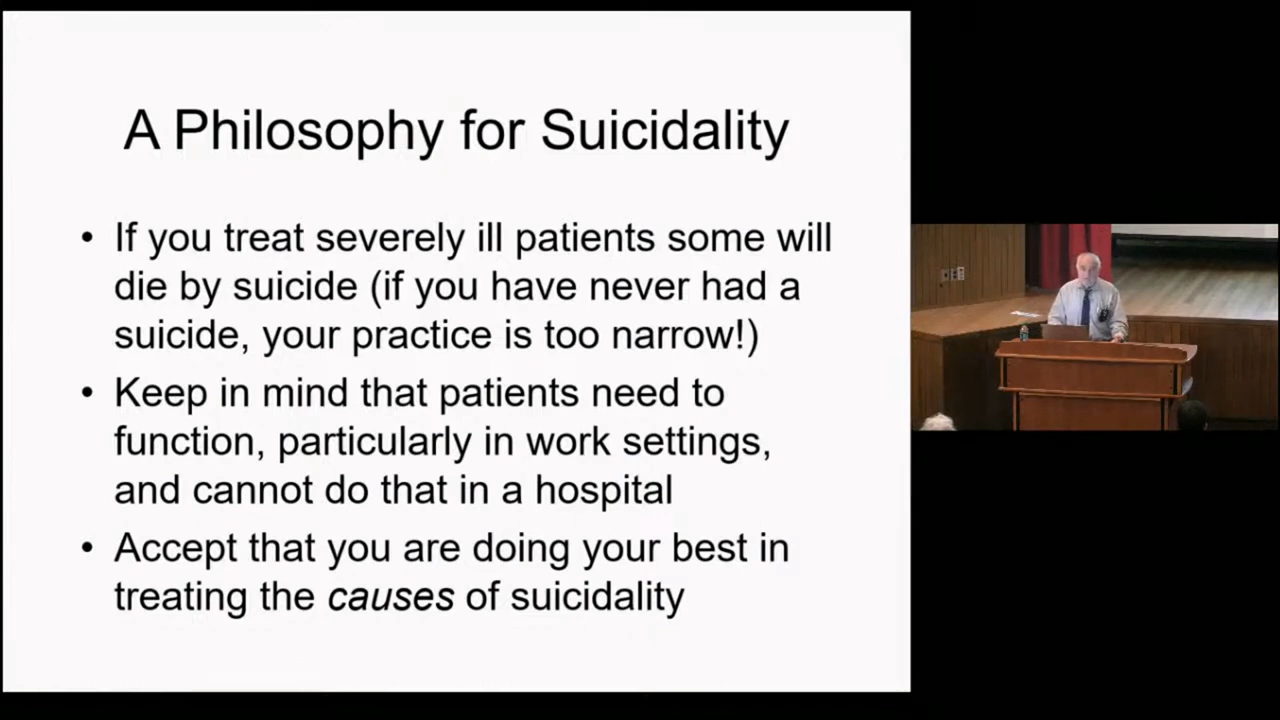 A Philosophy for Suicidality
• If you treat severely ill patients some will
die by suicide (if you have never had a
suicide, your practice is too narrow!)
• Keep in mind that patients need to
function, particularly in work settings,
and cannot do that in a hospital
• Accept that you are doing your best in
treating the causes of suicidality